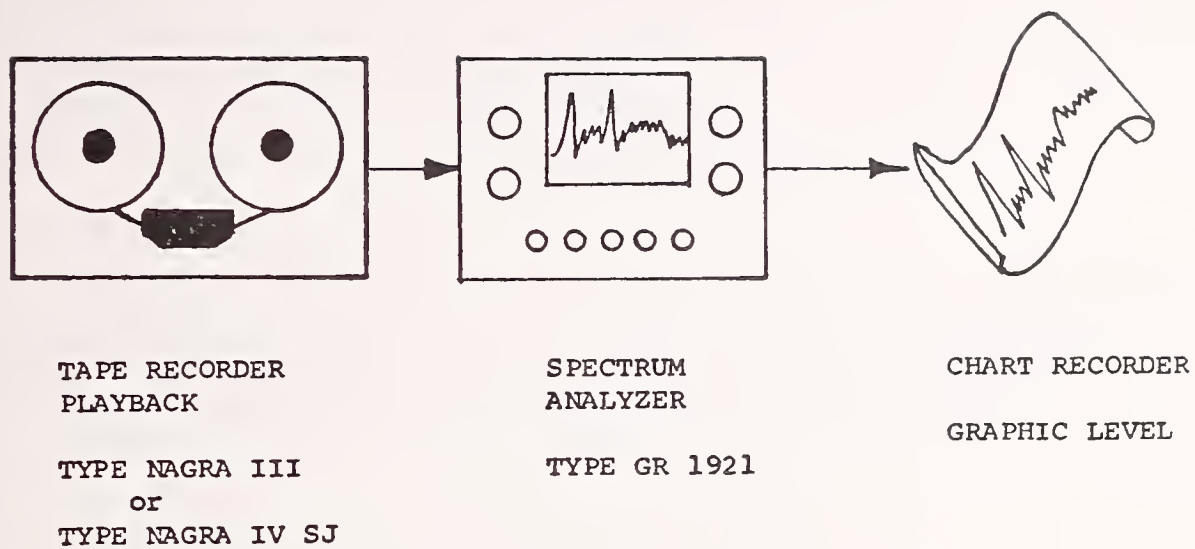 TAPE RECORDER
PLAYBACK
TYPE NAGRA III
or
TYPE NAGRA IV SJ
SPECTRUM
ANALYZER
TYPE GR 1921
CHART RECORDER
GRAPHIC LEVEL